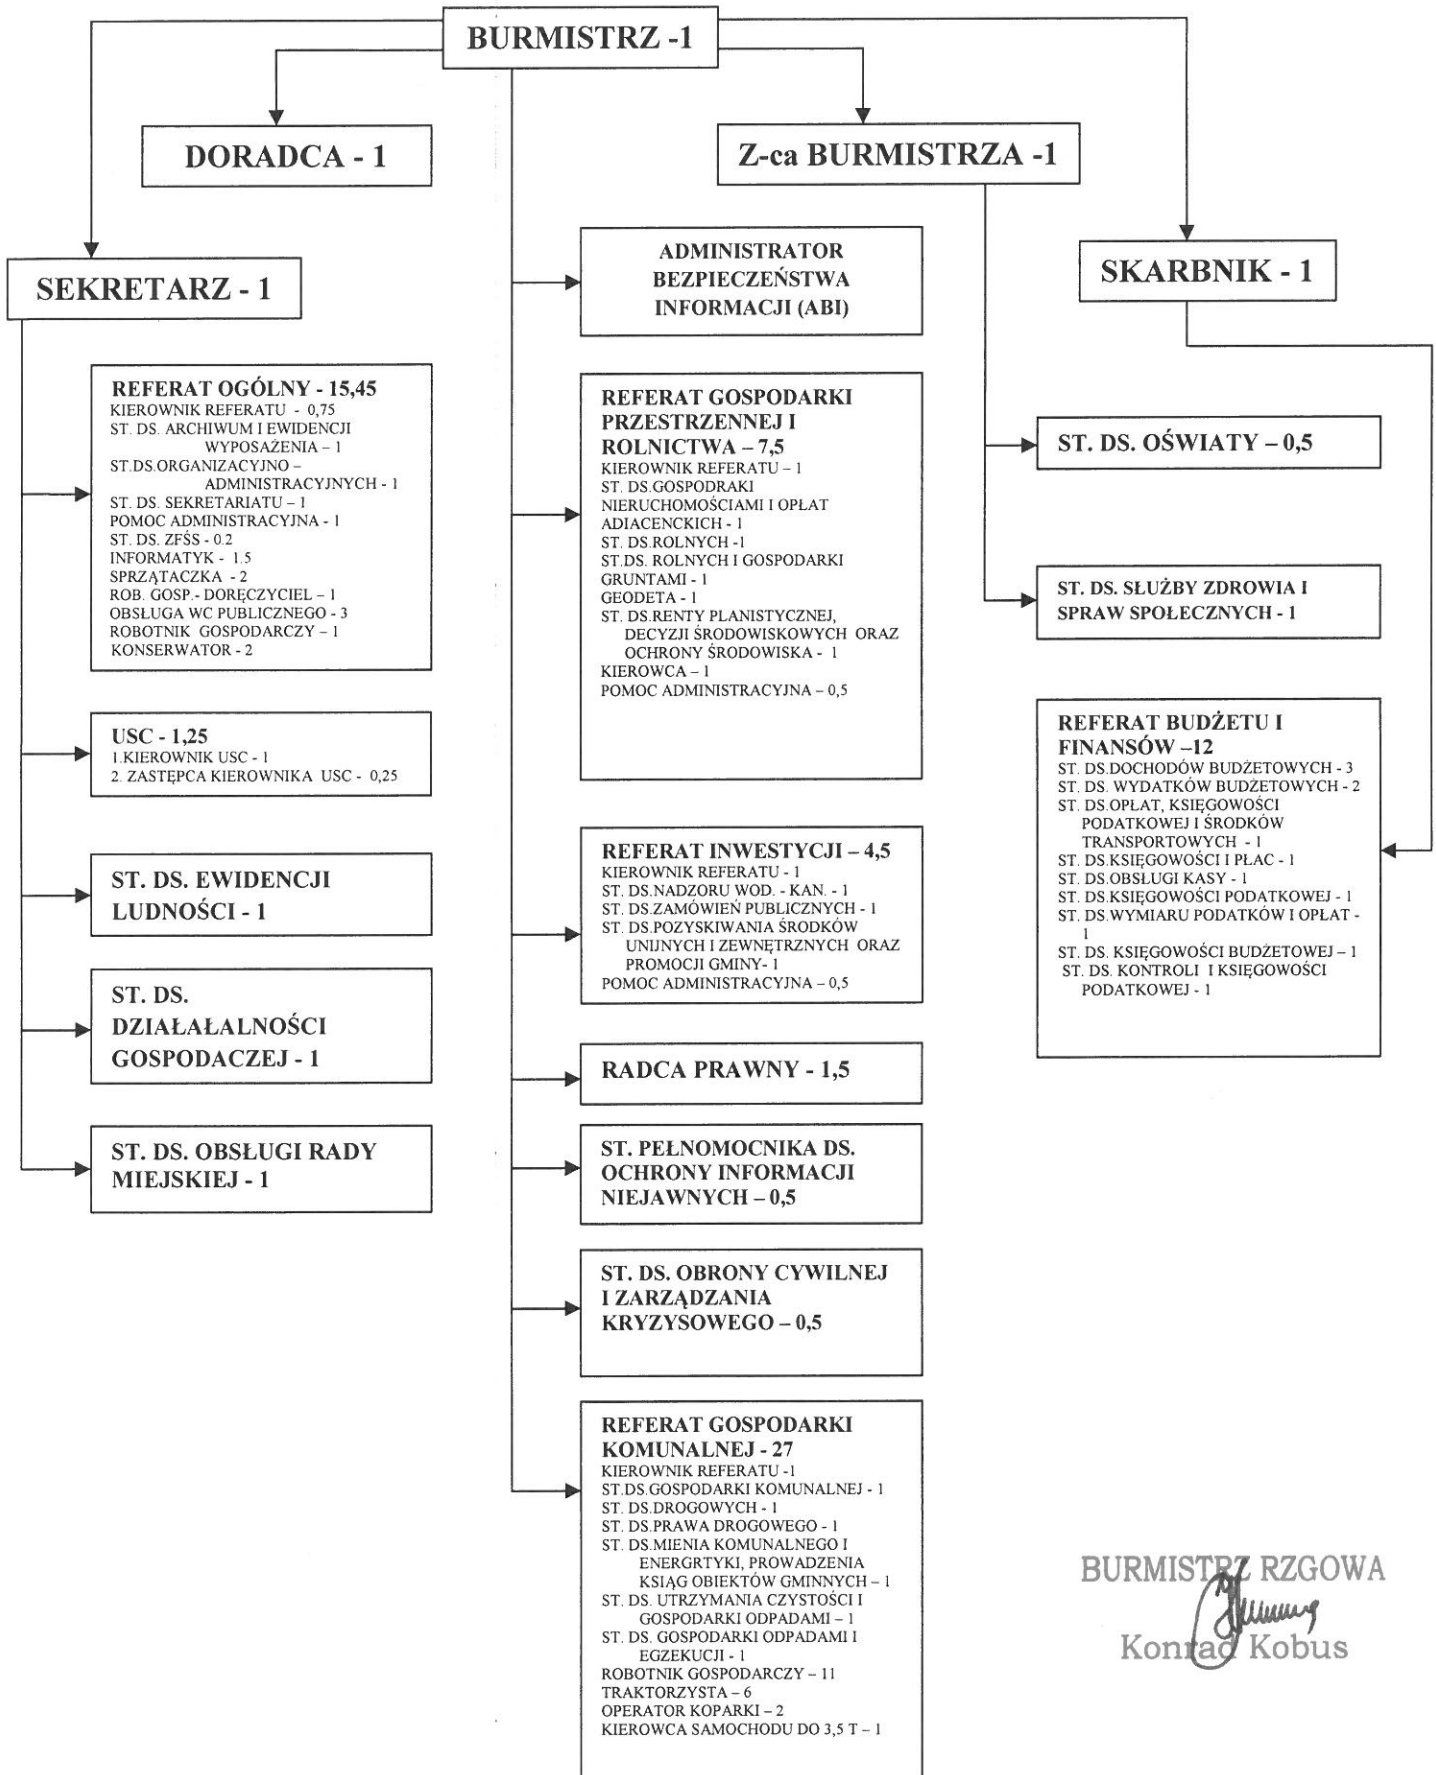 BURMISTRZ -1
DORADCA - 1
Z-ca BURMISTRZA -1
SEKRETARZ - 1
ADMINISTRATOR
BEZPIECZEŃSTWA
INFORMACJI (ABI)
SKARBNIK - 1
REFERAT OGÓLNY - 15,45
KIEROWNIK REFERATU - 0,75
ST. DS. ARCHIWUM I EWIDENCJI
WYPOSAŻENIA – 1
ST.DS.ORGANIZACYJNO –
ADMINISTRACYJNYCH - 1
ST. DS. SEKRETARIATU – 1
POMOC ADMINISTRACYJNA - 1
ST. DS. ZFŚS - 0.2
INFORMATYK - 1.5
SPRZĄTACZKA - 2
ROB. GOSP.- DORĘCZYCIEL – 1
OBSŁUGA WC PUBLICZNEGO - 3
ROBOTNIK GOSPODARCZY – 1
KONSERWATOR - 2
USC - 1,25
1.KIEROWNIK USC - 1
2. ZASTĘPCA KIEROWNIKA USC - 0,25
ST. DS. EWIDENCJI
LUDNOŚCI - 1
ST. DS.
DZIAŁAŁALNOŚCI
GOSPODACZEJ - 1
ST. DS. OBSŁUGI RADY
MIEJSKIEJ - 1
REFERAT GOSPODARKI
PRZESTRZENNEJ I
ROLNICTWA – 7,5
KIEROWNIK REFERATU – 1
ST. DS.GOSPODRAKI
NIERUCHOMOŚCIAMI I OPŁAT
ADIACENCKICH - 1
ST. DS.ROLNYCH -1
ST.DS. ROLNYCH I GOSPODARKI
GRUNTAMI - 1
GEODETA - 1
ST. DS.RENTY PLANISTYCZNEJ,
DECYZJI ŚRODOWISKOWYCH ORAZ
OCHRONY ŚRODOWISKA - 1
KIEROWCA – 1
POMOC ADMINISTRACYJNA – 0,5
REFERAT INWESTYCJI – 4,5
KIEROWNIK REFERATU - 1
ST. DS.NADZORU WOD. - KAN. - 1
ST. DS.ZAMÓWIEŃ PUBLICZNYCH - 1
ST. DS.POZYSKIWANIA ŚRODKÓW
UNIJNYCH I ZEWNĘTRZNYCH ORAZ
PROMOCJI GMINY- 1
POMOC ADMINISTRACYJNA – 0,5
RADCA PRAWNY - 1,5
ST. PEŁNOMOCNIKA DS.
OCHRONY INFORMACJI
NIEJAWNYCH – 0,5
ST. DS. OBRONY CYWILNEJ
I ZARZĄDZANIA
KRYZYSOWEGO – 0,5
REFERAT GOSPODARKI
KOMUNALNEJ - 27
KIEROWNIK REFERATU -1
ST.DS.GOSPODARKI KOMUNALNEJ - 1
ST. DS.DROGOWYCH - 1
ST. DS.PRAWA DROGOWEGO - 1
ST. DS.MIENIA KOMUNALNEGO I
ENERGRTYKI, PROWADZENIA
KSIĄG OBIEKTÓW GMINNYCH – 1
ST. DS. UTRZYMANIA CZYSTOŚCI I
GOSPODARKI ODPADAMI – 1
ST. DS. GOSPODARKI ODPADAMI I
EGZEKUCJI - 1
ROBOTNIK GOSPODARCZY – 11
TRAKTORZYSTA – 6
OPERATOR KOPARKI – 2
KIEROWCA SAMOCHODU DO 3,5 T – 1
ST. DS. OŚWIATY – 0,5
ST. DS. SŁUŻBY ZDROWIA I
SPRAW SPOŁECZNYCH - 1
REFERAT BUDŻETU I
FINANSÓW –12
ST. DS.DOCHODÓW BUDŻETOWYCH - 3
ST. DS. WYDATKÓW BUDŻETOWYCH - 2
ST. DS.OPŁAT, KSIĘGOWOŚCI
PODATKOWEJ I ŚRODKÓW
TRANSPORTOWYCH - 1
ST. DS.KSIĘGOWOŚCI I PŁAC - 1
ST. DS.OBSŁUGI KASY - 1
ST. DS.KSIĘGOWOŚCI PODATKOWEJ - 1
ST. DS.WYMIARU PODATKÓW I OPŁAT -
1
ST. DS. KSIĘGOWOŚCI BUDŻETOWEJ – 1
ST. DS. KONTROLI I KSIĘGOWOŚCI
PODATKOWEJ - 1
BURMISTRZ RZGOWA
Konrad Kobus